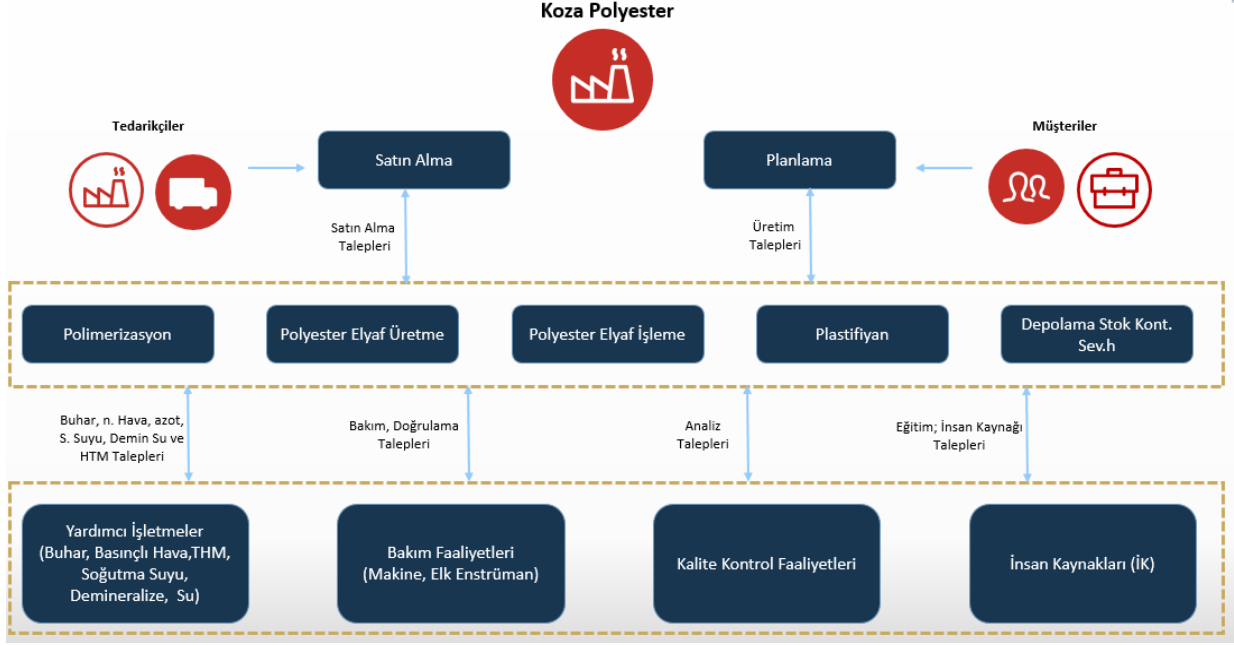 Koza Polyester
Tedarikçiler
Müşteriler
Satın Alma
Planlama
Satın Alma
Talepleri
Üretim
Talepleri
Polimerizasyon
Polyester Elyaf Üretme
Polyester Elyaf İşleme
Plastifiyan
Depolama Stok Kont.
Sev.h
Buhar, n. Hava, azot,
S. Suyu, Demin Su ve
HTM Talepleri
Bakım, Doğrulama
Talepleri
Analiz
Talepleri
Eğitim; İnsan Kaynağı
Talepleri
Yardımcı İşletmeler
(Buhar, Basınçlı Hava,THM,
Soğutma Suyu,
Demineralize, Su)
Bakım Faaliyetleri
(Makine, Elk Enstrüman)
Kalite Kontrol Faaliyetleri
İnsan Kaynakları (İK)